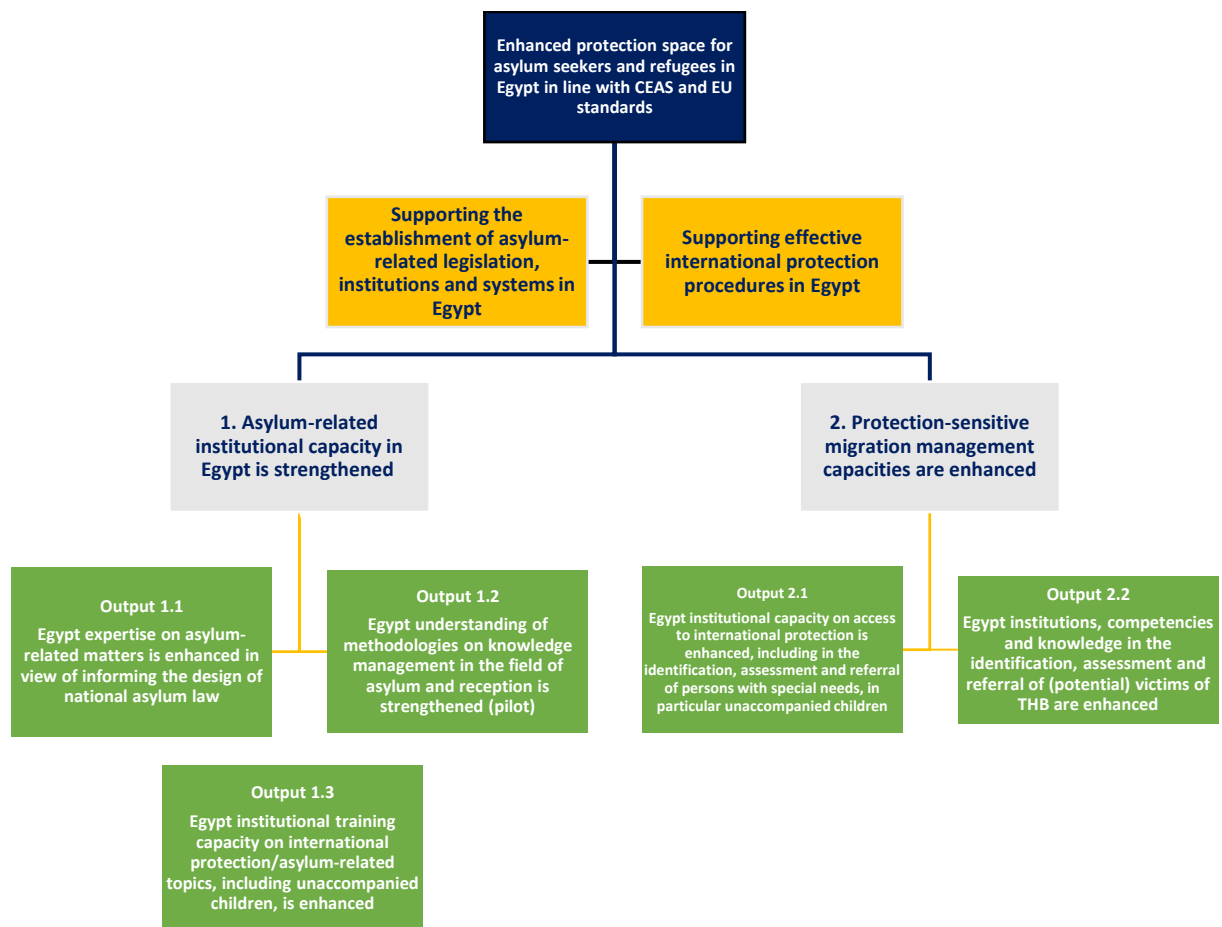 Enhanced protection space for
asylum seekers and refugees in
Egypt in line with CEAS and EU
standards
Supporting the
establishment of asylum-
related legislation,
institutions and systems in
Egypt
Supporting effective
international protection
procedures in Egypt
1. Asylum-related
institutional capacity in
Egypt is strengthened
2. Protection-sensitive
migration management
capacities are enhanced
Output 1.1
Egypt expertise on asylum-
related matters is enhanced in
view of informing the design of
national asylum law
Output 1.2
Egypt understanding of
methodologies on knowledge
management in the field of
asylum and reception is
strengthened (pilot)
Output 2.1
Egypt institutional capacity on access
to international protection is
enhanced, including in the
identification, assessment and referral
of persons with special needs, in
particular unaccompanied children
Output 2.2
Egypt institutions, competencies
and knowledge in the
identification, assessment and
referral of (potential) victims of
THB are enhanced
Output 1.3
Egypt institutional training
capacity on international
protection/asylum-related
topics, including unaccompanied
children, is enhanced